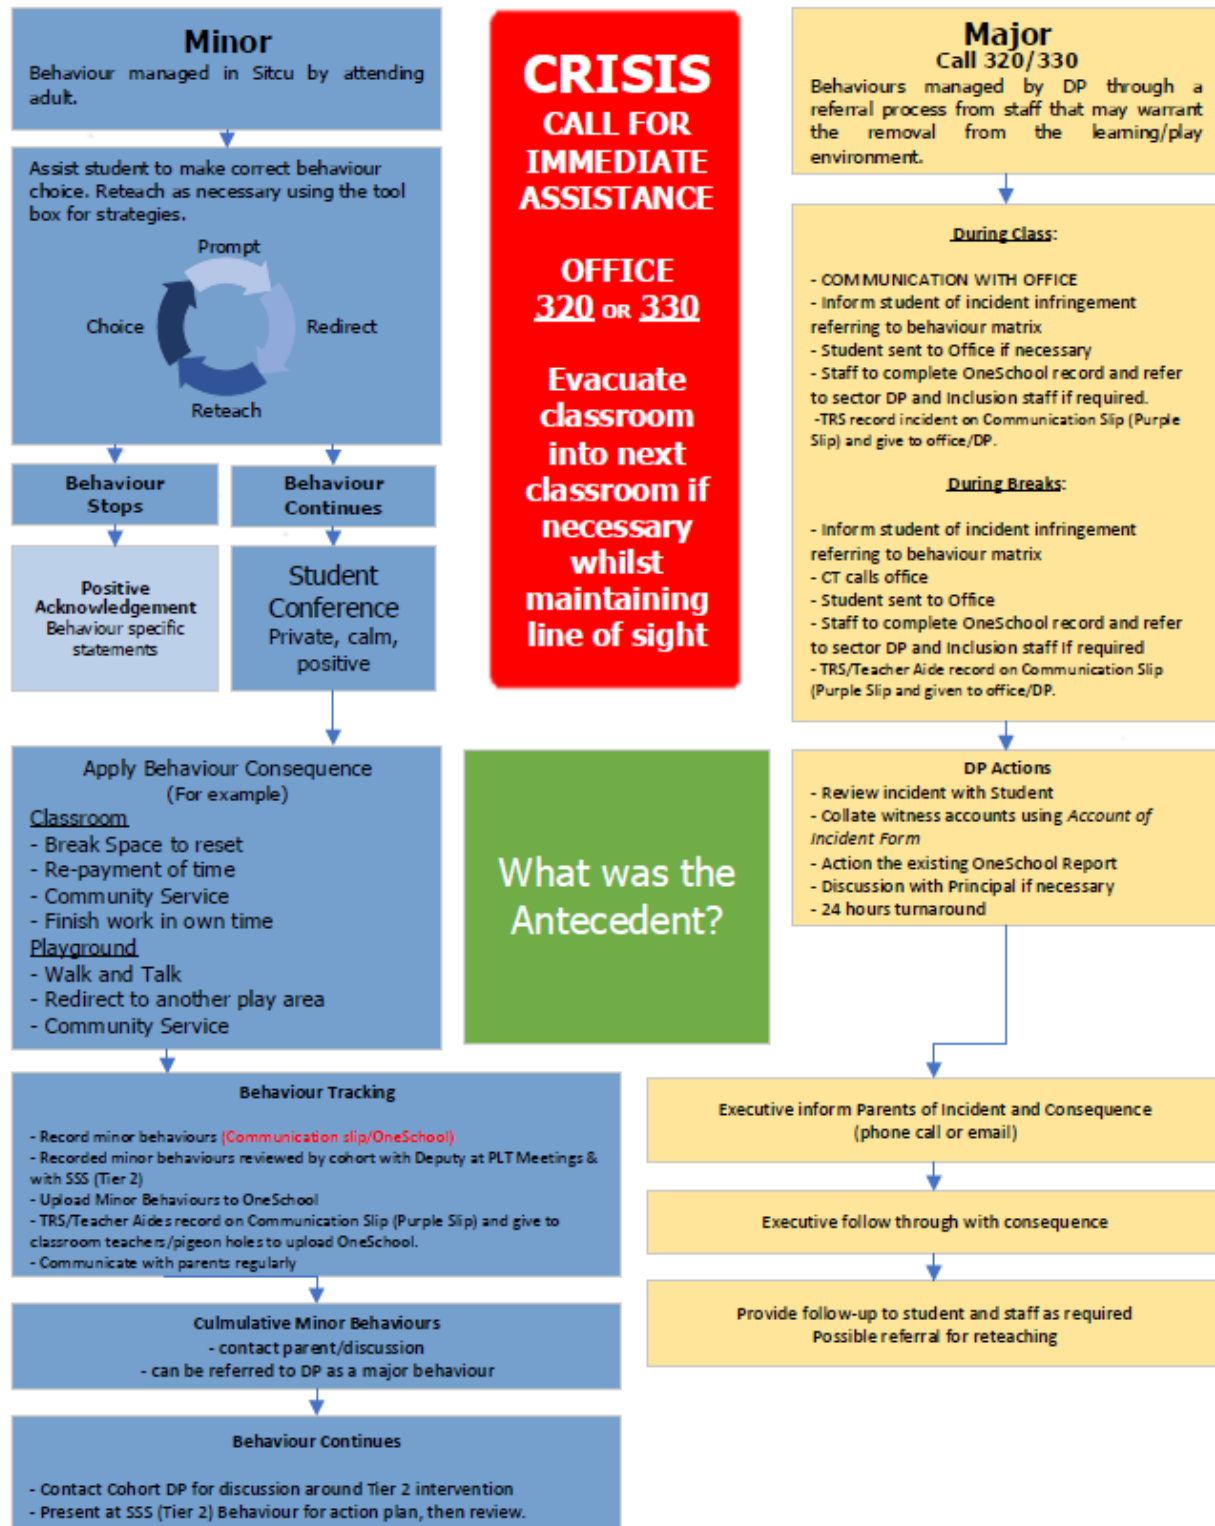 Minor
Behaviour managed in Sitcu by attending
adult.
Assist student to make correct behaviour
choice. Reteach as necessary using the tool
box for strategies.
Prompt
Choice
Redirect
Reteach
Behaviour
Stops
Behaviour
Continues
Positive
Acknowledgement
Behaviour specific
statements
Student
Conference
Private, calm,
positive
Apply Behaviour Consequence
(For example)
Classroom
- Break Space to reset
- Re-payment of time
- Community Service
- Finish work in own time
Playground
- Walk and Talk
- Redirect to another play area
- Community Service
Behaviour Tracking
- Record minor behaviours (Communication slip/OneSchool)
- Recorded minor behaviours reviewed by cohort with Deputy at PLT Meetings &
with SSS (Tier 2)
- Upload Minor Behaviours to OneSchool
- TRS/Teacher Aides record on Communication Slip (Purple Slip) and give to
classroom teachers/pigeon holes to upload OneSchool.
- Communicate with parents regularly
Culmulative Minor Behaviours
- contact parent/discussion
- can be referred to DP as a major behaviour
Behaviour Continues
- Contact Cohort DP for discussion around Tier 2 intervention
- Present at SSS (Tier 2) Behaviour for action plan, then review.
CRISIS
CALL FOR
IMMEDIATE
ASSISTANCE
OFFICE
320 OR 330
Evacuate
classroom
into next
classroom if
necessary
whilst
maintaining
line of sight
What was the
Antecedent?
Major
Call 320/330
Behaviours managed by DP through a
referral process from staff that may warrant
the removal from the learning/play
environment.
During Class:
- COMMUNICATION WITH OFFICE
- Inform student of incident infringement
referring to behaviour matrix
- Student sent to Office if necessary
- Staff to complete OneSchool record and refer
to sector DP and Inclusion staff if required.
-TRS record incident on Communication Slip (Purple
Slip) and give to office/DP.
During Breaks:
- Inform student of incident infringement
referring to behaviour matrix
- CT calls office
- Student sent to Office
- Staff to complete OneSchool record and refer
to sector DP and Inclusion staff If required
- TRS/Teacher Aide record on Communication Slip
(Purple Slip and given to office/DP.
DP Actions
- Review incident with Student
- Collate witness accounts using Account of
Incident Form
- Action the existing OneSchool Report
- Discussion with Principal if necessary
- 24 hours turnaround
Executive inform Parents of Incident and Consequence
(phone call or email)
Executive follow through with consequence
Provide follow-up to student and staff as required
Possible referral for reteaching